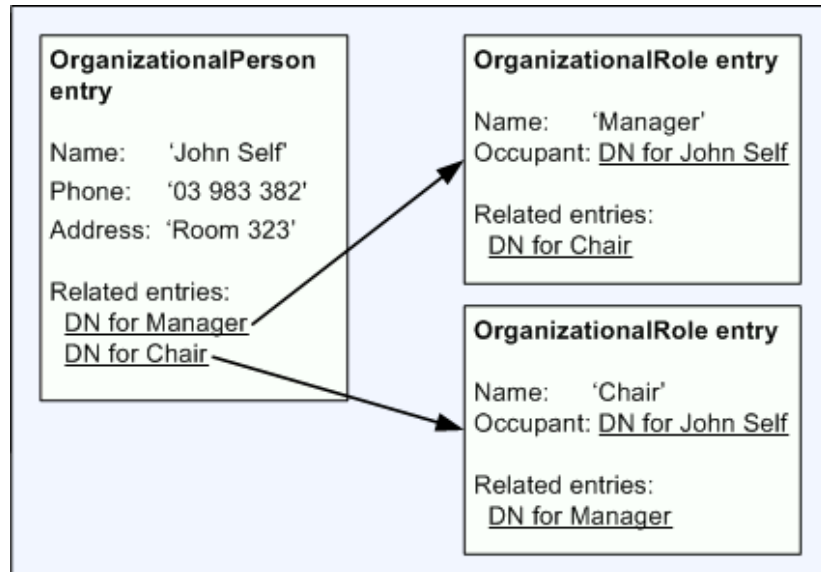 OrganizationalPerson
entry
Name: ‘John Self'
Phone: ‘03 983 382'
Address: ‘Room 323’
Related entries:
DN for Manager
DN for Chair
OrganizationalRole entry
Name: ‘Manager’
Occupant: DN for John Self
Related entries:
DN for Chair
OrganizationalRole entry
Name: ‘Chair’
Occupant: DN for John Self
Related entries:
DN for Manager